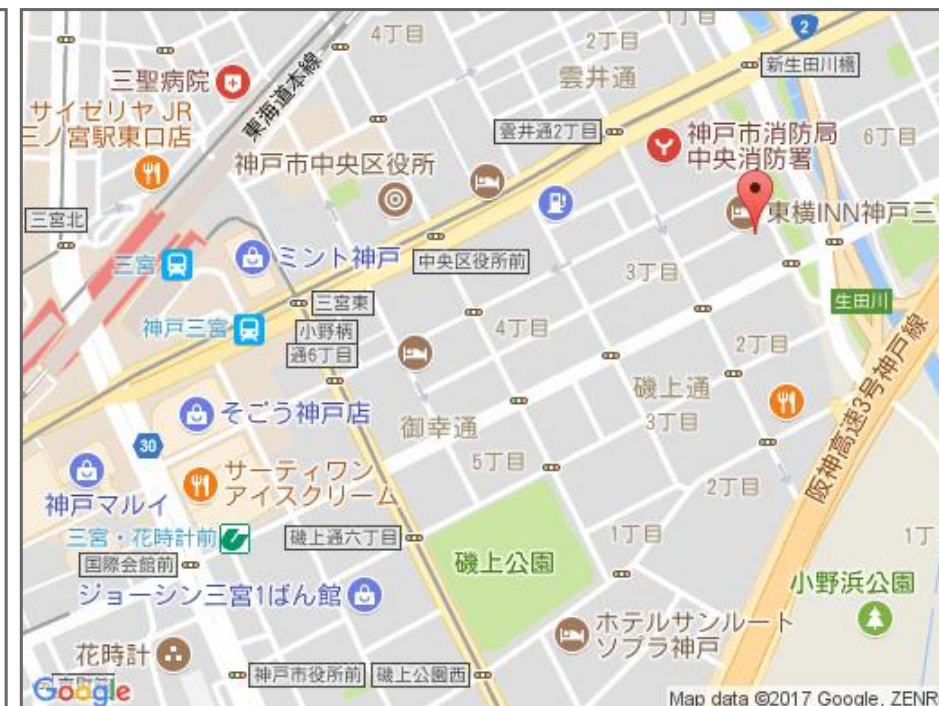 4丁目
1丁目
2
2丁目
新生田川橋
雲井通
三聖病院
東海道本線
サイゼリヤ JR
三ノ宮駅東口店
雲井通2丁目
神戸市消防局
中央消防署
6丁目
神戸市中央区役所
三宮北
東横INN神戸三
三宮
ミント神戸
中央区役所前
3丁目
三宮東
生田川
神戸三宮
小野柄
通6丁目
4丁目
2丁目
阪神高速3号神戸線
磯上通
そごう神戸店
御幸通
3丁目
30
サーティワン
アイスクリーム
5丁目
2丁目
神戸マルイ
三宮・花時計前
磯上通六丁目
1丁目
1丁
国際会館前
磯上公園
小野浜公園
ジョーシン三宮1ばん館
ホテルサンルート
ソプラ神戸
花時計
神戸市役所前
磯上公園西
Google
Map data ©2017 Google, ZENR